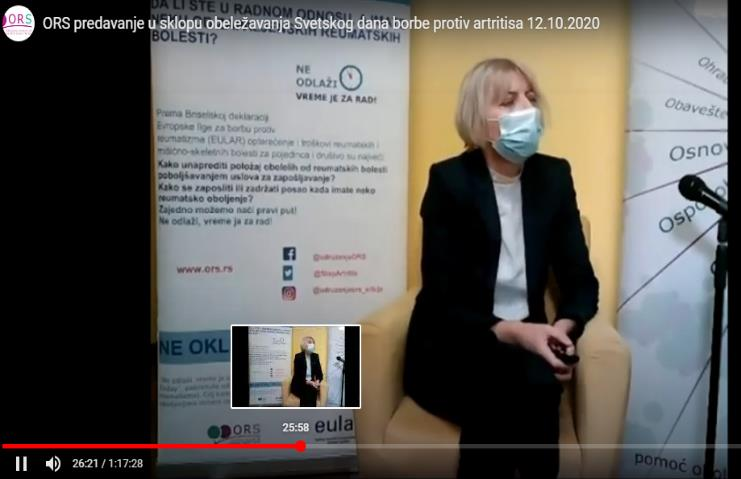 ORS
ORS predavanje u sklopu obeležavanja Svetskog dana borbe protiv artritisa 12.10.2020
DA LI STE U RADNOM ODNOSU, A IMA
REUMATSKIH
BOLESTI?
NE
ODLAŽI
VREME JE ZA RAD!
Prema Briselskoj deklaraciji
Evropske lige za borbu protiv
reumatizma (EULAR) opterećenje i troškovi reumatskih i
mišićno-skeletnih bolesti za pojedinca i društvo su najveći
Kako unaprediti položaj obolelih od reumatskih bolesti
poboljšavanjem uslova za zapošljavanje?
Kako se zaposliti ili zadržati posao kada imate neko
reumatsko oboljenje?
Zajedno možemo naći pravi put!
Ne odlaži, vreme je za rad!
www.ors.rs
@udruzenjeORS
@StopArtritis
NE OKL
ORS
eular
Ohra
Obavešte
Osnov
Ospo
pomoć
25:58
26:21 / 1:17:28